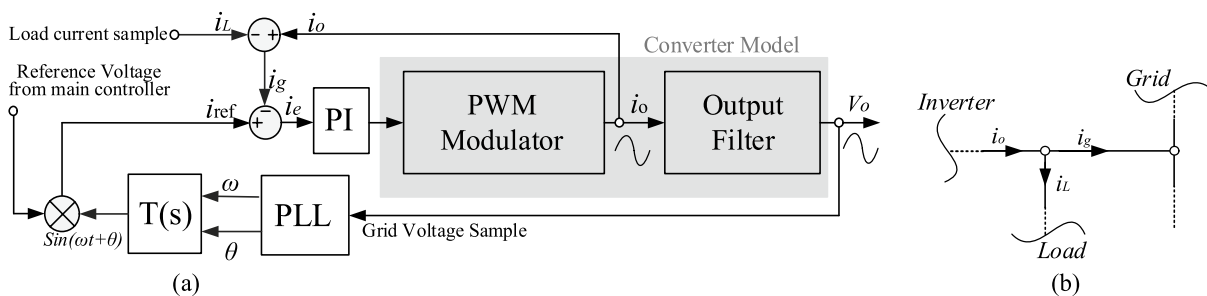 Load current sample
i_L
- +
i_o
Converter Model
Reference Voltage
from main controller
i_g
i_ref
+ -
i_e
PI
PWM
Modulator
i_o
Output
Filter
V_o
ω
T(s)
PLL
θ
Sin(ωt+θ)
Grid Voltage Sample
(a)
Grid
Inverter
i_o
i_g
i_L
Load
(b)